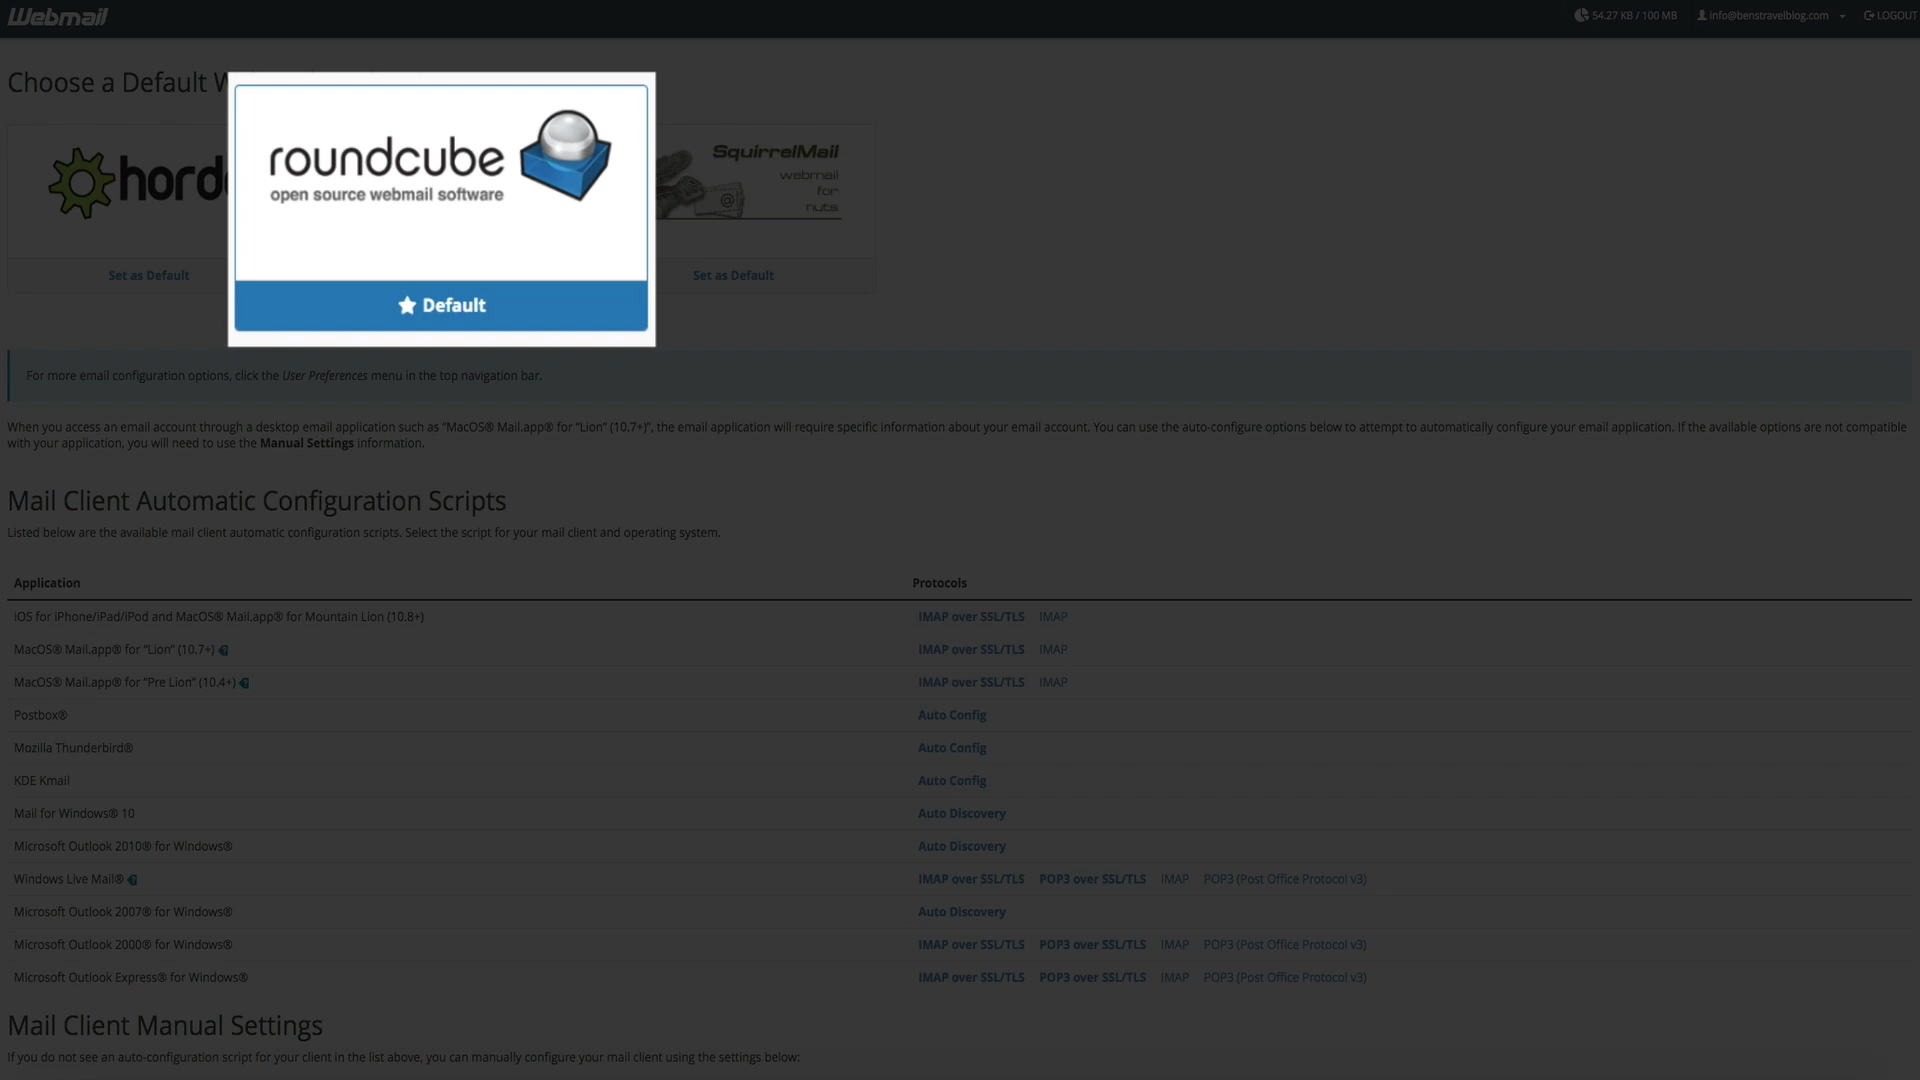 Webmail
54.27 KB / 100 MB info@benstravelblog.com LOGOUT
Choose a Default
horde
roundcube
open source webmail software
SquirrelMail
webmail
for
nuts
@
Set as Default
Default
Set as Default
For more email configuration options, click the User Preferences menu in the top navigation bar.
When you access an email account through a desktop email application such as “MacOS® Mail.app® for “Lion” (10.7+)”, the email application will require specific information about your email account. You can use the auto-configure options below to attempt to automatically configure your email application. If the available options are not compatible
with your application, you will need to use the Manual Settings information.
Mail Client Automatic Configuration Scripts
Listed below are the available mail client automatic configuration scripts. Select the script for your mail client and operating system.
Application Protocols
iOS for iPhone/iPad/iPod and MacOS® Mail.app® for Mountain Lion (10.8+) IMAP over SSL/TLS IMAP
MacOS® Mail.app® for “Lion” (10.7+) IMAP over SSL/TLS IMAP
MacOS® Mail.app® for “Pre Lion” (10.4+) IMAP over SSL/TLS IMAP
Postbox® Auto Config
Mozilla Thunderbird® Auto Config
KDE Kmail Auto Config
Mail for Windows® 10 Auto Discovery
Microsoft Outlook 2010® for Windows® Auto Discovery
Windows Live Mail® IMAP over SSL/TLS POP3 over SSL/TLS IMAP POP3 (Post Office Protocol v3)
Microsoft Outlook 2007® for Windows® Auto Discovery
Microsoft Outlook 2000® for Windows® IMAP over SSL/TLS POP3 over SSL/TLS IMAP POP3 (Post Office Protocol v3)
Microsoft Outlook Express® for Windows® IMAP over SSL/TLS POP3 over SSL/TLS IMAP POP3 (Post Office Protocol v3)
Mail Client Manual Settings
If you do not see an auto-configuration script for your client in the list above, you can manually configure your mail client using the settings below: